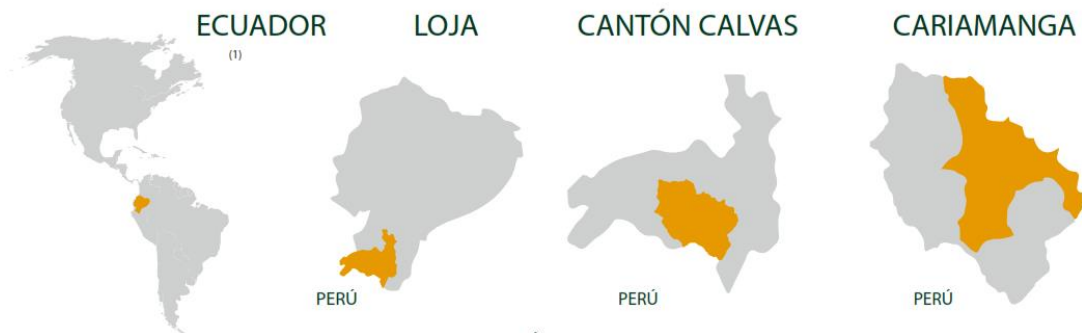 ECUADOR
(1)
LOJA
CANTÓN CALVAS
CARIAMANGA
PERÚ
PERÚ
PERÚ